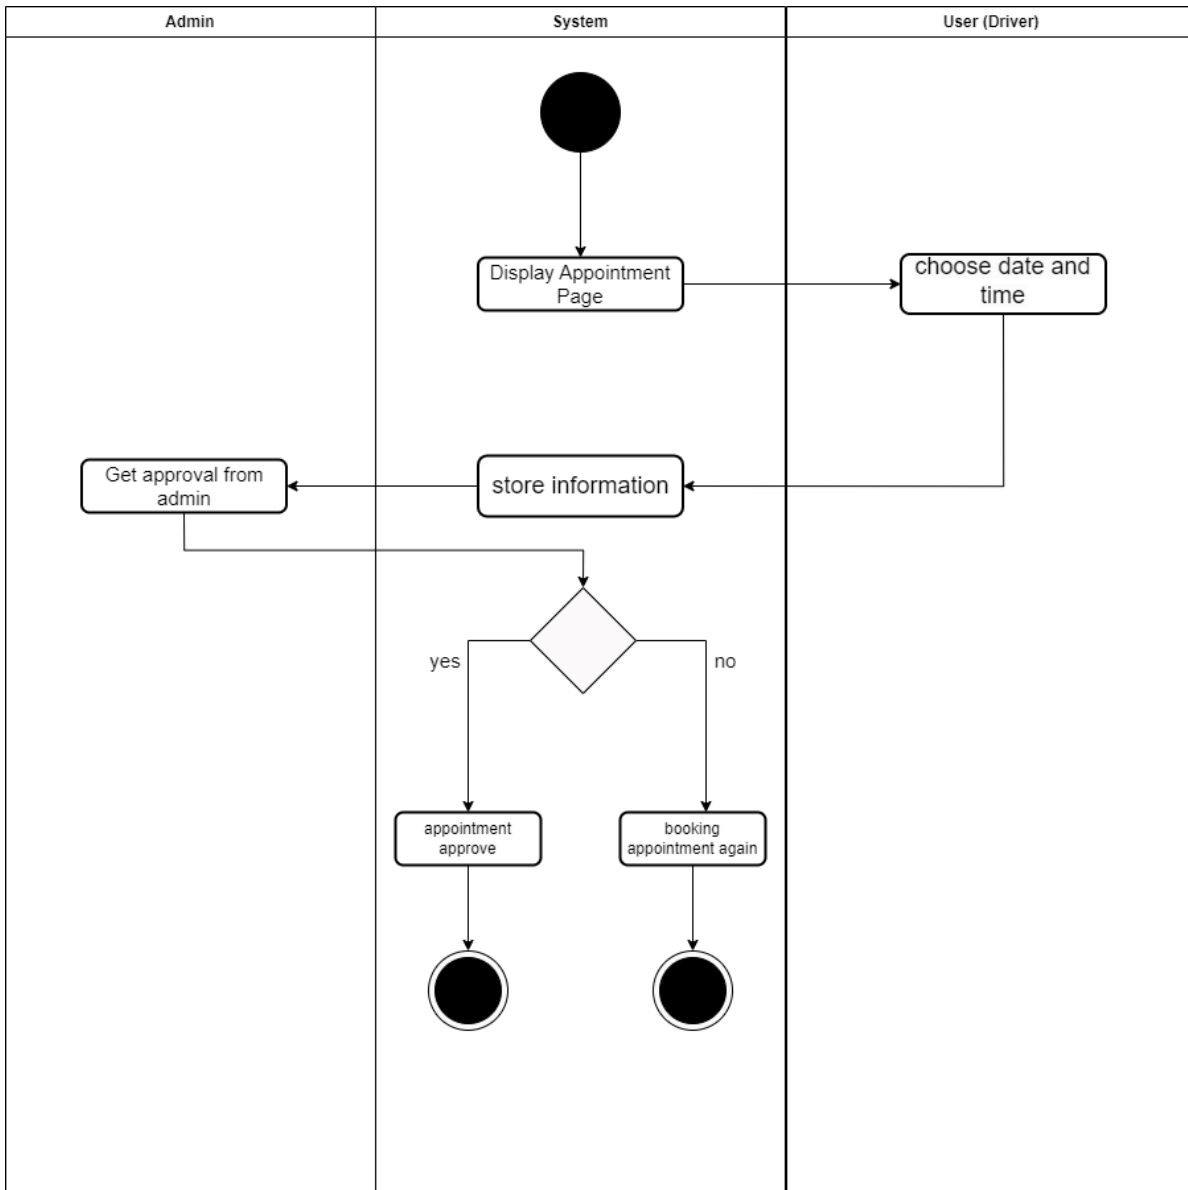 Admin
System
User (Driver)
Display Appointment
Page
choose date and
time
store information
Get approval from
admin
yes
no
appointment
approve
booking
appointment again